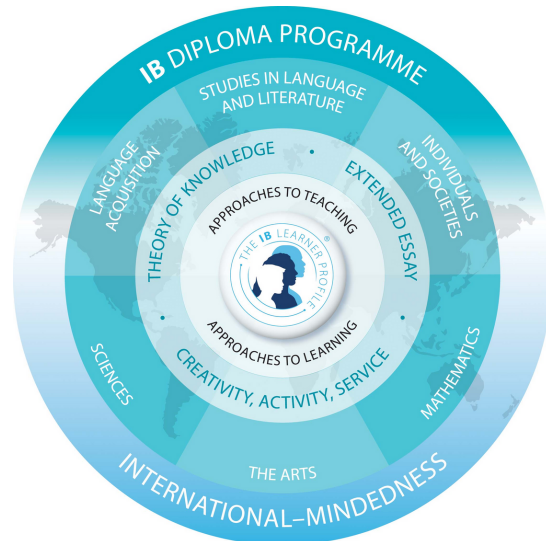 IB DIPLOMA PROGRAMME
STUDIES IN LANGUAGE
AND LITERATURE
LANGUAGE
ACQUISITION
INDIVIDUALS
AND SOCIETIES
THEORY OF KNOWLEDGE
EXTENDED ESSAY
APPROACHES TO TEACHING
THE IB LEARNER PROFILE ®
APPROACHES TO LEARNING
CREATIVITY, ACTIVITY, SERVICE
SCIENCES
MATHEMATICS
THE ARTS
INTERNATIONAL–MINDEDNESS